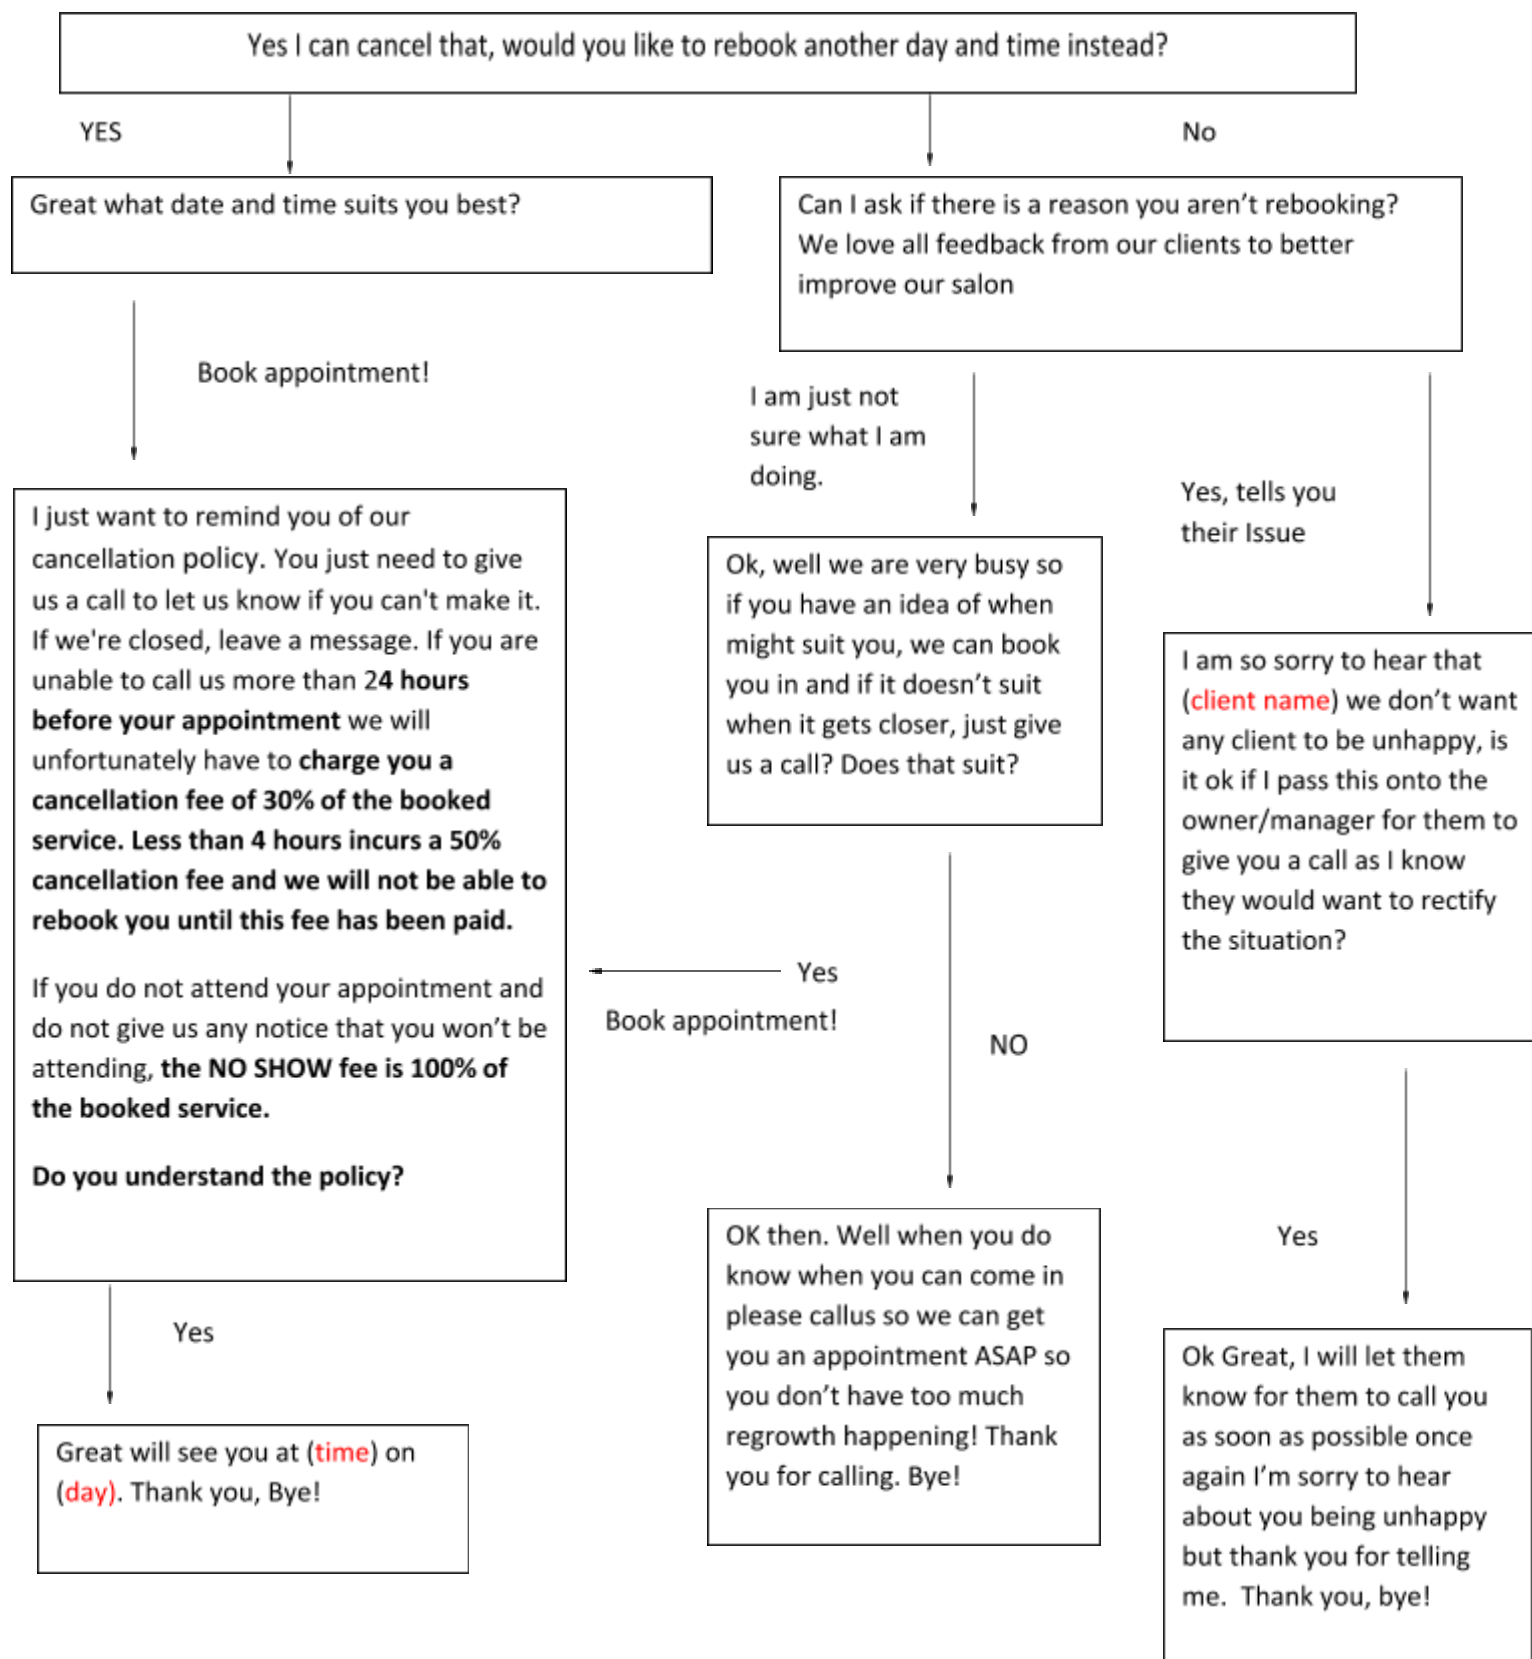 Yes I can cancel that, would you like to rebook another day and time instead?
YES
No
Great what date and time suits you best?
Can I ask if there is a reason you aren't rebooking?
We love all feedback from our clients to better
improve our salon
Book appointment!
I am just not
sure what I am
doing.
Yes, tells you
their Issue
I just want to remind you of our
cancellation policy. You just need to give
us a call to let us know if you can't make it.
If we're closed, leave a message. If you are
unable to call us more than 24 hours
before your appointment we will
unfortunately have to charge you a
cancellation fee of 30% of the booked
service. Less than 4 hours incurs a 50%
cancellation fee and we will not be able to
rebook you until this fee has been paid.
If you do not attend your appointment and
do not give us any notice that you won't be
attending, the NO SHOW fee is 100% of
the booked service.
Do you understand the policy?
Ok, well we are very busy so
if you have an idea of when
might suit you, we can book
you in and if it doesn't suit
when it gets closer, just give
us a call? Does that suit?
I am so sorry to hear that
(client name) we don't want
any client to be unhappy, is
it ok if I pass this onto the
owner/manager for them to
give you a call as I know
they would want to rectify
the situation?
Yes
Book appointment!
NO
Yes
Yes
OK then. Well when you do
know when you can come in
please callus so we can get
you an appointment ASAP so
you don't have too much
regrowth happening! Thank
you for calling. Bye!
Ok Great, I will let them
know for them to call you
as soon as possible once
again I'm sorry to hear
about you being unhappy
but thank you for telling
me.  Thank you, bye!
Great will see you at (time) on
(day). Thank you, Bye!